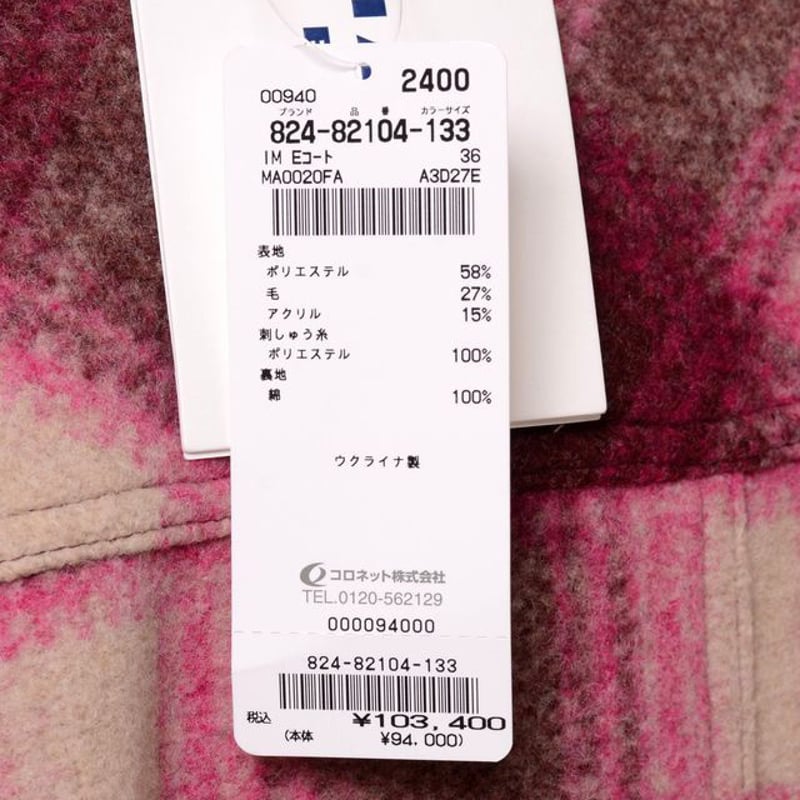 2400
00940
ブランド 品 番 カラーサイズ
824-82104-133
IM Eコート 36
MA0020FA A3D27E
表地
ポリエステル 58%
毛 27%
アクリル 15%
刺しゅう糸
ポリエステル 100%
裏地
綿 100%
ウクライナ製
コロネット株式会社
TEL.0120-562129
000094000
824-82104-133
税込 ¥103,400
(本体 ¥94.000)